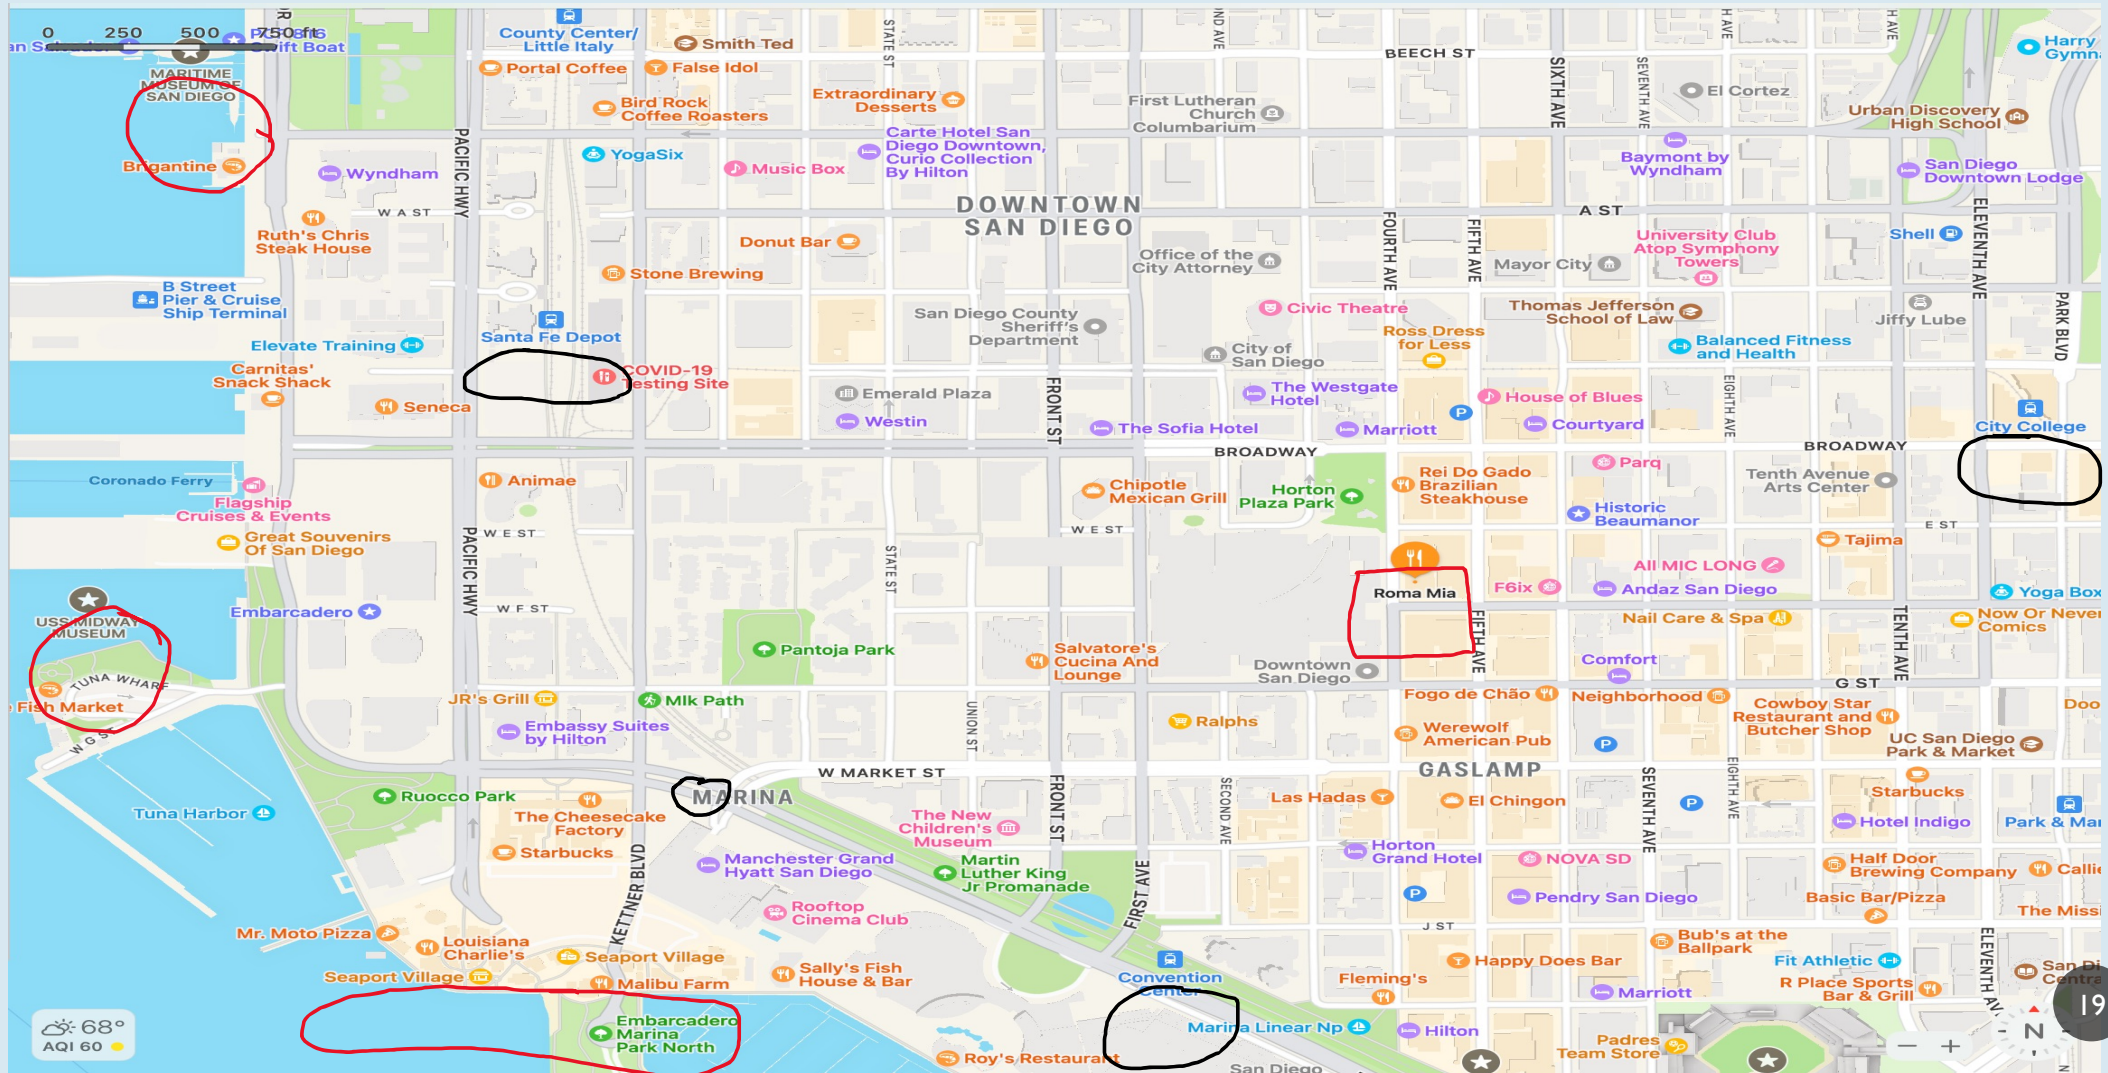 0 250 500 750 ft
Swift Boat
MARITIME
MUSEUM OF
SAN DIEGO
County Center/
Little Italy
Smith Ted
Portal Coffee
False Idol
Bird Rock
Coffee Roasters
Extraordinary
Desserts
STATE ST
BEECH ST
First Lutheran
Church
Columbarium
SIXTH AVE
SEVENTH AVE
El Cortez
Urban Discovery
High School
Harry
Carte Hotel San
Diego Downtown,
Curio Collection
By Hilton
Brigantine
Wyndham
PACIFIC HWY
YogaSix
Music Box
Baymont by
Wyndham
San Diego
Downtown Lodge
DOWNTOWN
SAN DIEGO
W A ST
A ST
Ruth's Chris
Steak House
Donut Bar
Stone Brewing
Office of the
City Attorney
FOURTH AVE
FIFTH AVE
Mayor City
University Club
Atop Symphony
Towers
Shell
ELEVENTH AVE
B Street
Pier & Cruise
Ship Terminal
Santa Fe Depot
San Diego County
Sheriff's
Department
Civic Theatre
Ross Dress
for Less
Thomas Jefferson
School of Law
Jiffy Lube
PARK BLVD
Elevate Training
City of
San Diego
Balanced Fitness
and Health
Carnitas'
Snack Shack
COVID-19
Testing Site
Emerald Plaza
FRONT ST
The Westgate
Hotel
House of Blues
EIGHTH AVE
Seneca
Westin
The Sofia Hotel
Marriott
P
Courtyard
City College
BROADWAY
BROADWAY
Coronado Ferry
Flagship
Cruises & Events
Animae
Chipotle
Mexican Grill
Horton
Plaza Park
Rei Do Gado
Brazilian
Steakhouse
Parq
Tenth Avenue
Arts Center
Historic
Beaumanor
Great Souvenirs
Of San Diego
PACIFIC HWY
W E ST
W E ST
E ST
STATE ST
Tajima
All MIC LONG
Roma Mia
F6ix
Andaz San Diego
Yoga Box
USS MIDWAY
MUSEUM
Embarcadero
W F ST
Nail Care & Spa
TENTH AVE
Now Or Never
Comics
Pantoja Park
Salvatore's
Cucina And
Lounge
Downtown
San Diego
FIFTH AVE
Comfort
G ST
TUNA WHARF
Fish Market
W G ST
JR's Grill
Mlk Path
Embassy Suites
by Hilton
UNION ST
Ralphs
Fogo de Chão
Neighborhood
Werewolf
American Pub
P
Cowboy Star
Restaurant and
Butcher Shop
UC San Diego
Park & Market
W MARKET ST
GASLAMP
MARINA
Ruocco Park
Tuna Harbor
The Cheesecake
Factory
Starbucks
The New
Children's
Museum
FRONT ST
SECOND AVE
Las Hadas
El Chingon
SEVENTH AVE
P
EIGHTH AVE
Starbucks
Hotel Indigo
KETTNER BLVD
Manchester Grand
Hyatt San Diego
Martin
Luther King
Jr Promanade
FIRST AVE
Horton
Grand Hotel
NOVA SD
Half Door
Brewing Company
P
Pendry San Diego
Basic Bar/Pizza
Rooftop
Cinema Club
J ST
Mr. Moto Pizza
Louisiana
Charlie's
Seaport Village
Seaport Village
Malibu Farm
Sally's Fish
House & Bar
Convention
Center
Fleming's
Happy Does Bar
Bub's at the
Ballpark
Fit Athletic
ELEVENTH AV
Marriott
R Place Sports
Bar & Grill
68°
AQI 60
Embarcadero
Marina
Park North
Roy's Restaurant
Marina Linear Np
Hilton
San Diego
Padres
Team Store
N
19